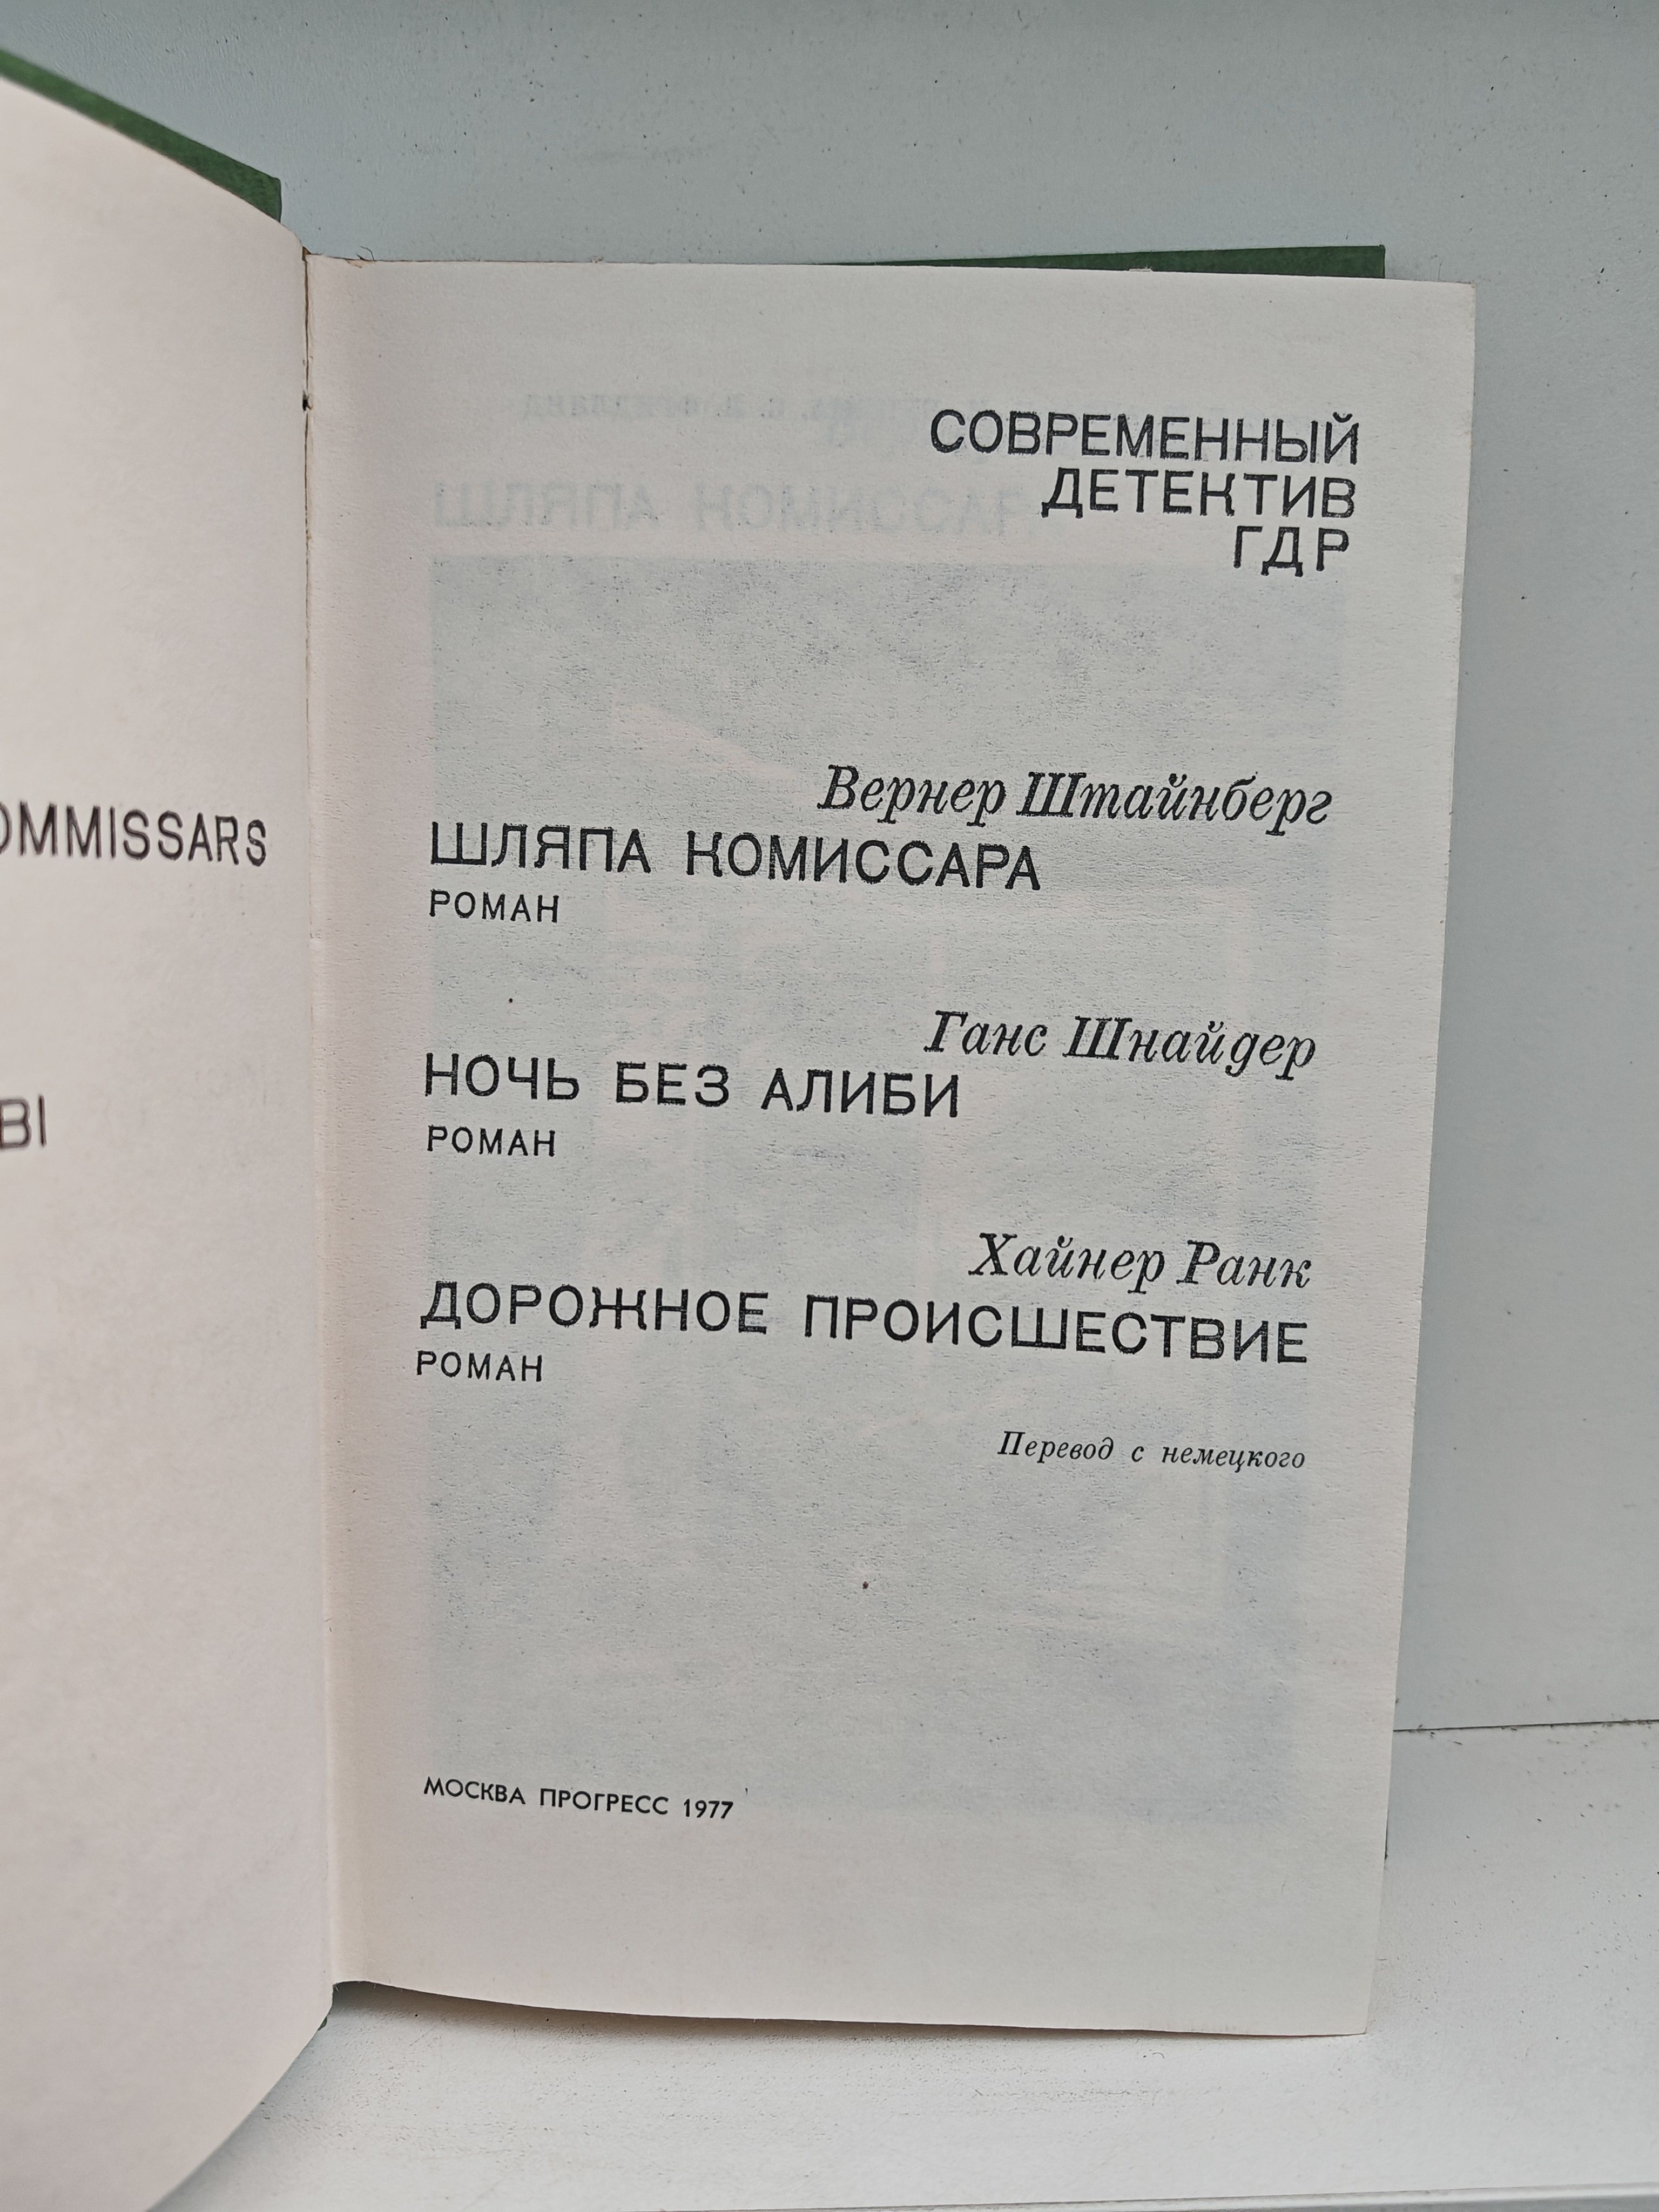 OMMISSARS
BI
СОВРЕМЕННЫЙ
ДЕТЕКТИВ
ГДР
Вернер Штайнберг
ШЛЯПА КОМИССАРА
РОМАН
Ганс Шнайдер
НОЧЬ БЕЗ АЛИБИ
РОМАН
Хайнер Ранк
ДОРОЖНОЕ ПРОИСШЕСТВИЕ
РОМАН
Перевод с немецкого
МОСКВА ПРОГРЕСС 1977